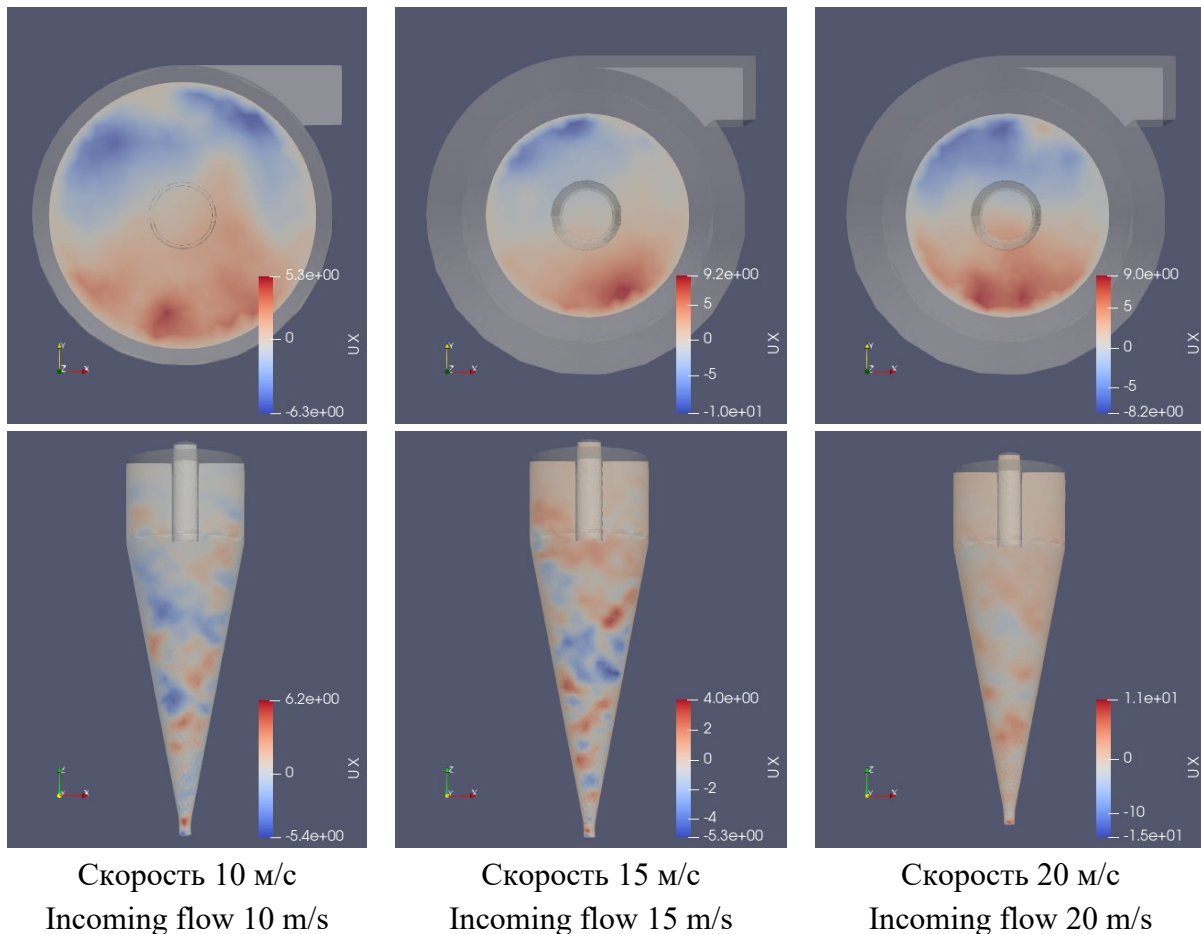 5.3e+00
0
-6.3e+00
UX
Y
Z
X
9.2e+00
5
0
-5
-1.0e+01
UX
Y
Z
X
9.0e+00
5
0
-5
-8.2e+00
UX
Y
Z
X
6.2e+00
0
-5.4e+00
UX
Z
Y
X
4.0e+00
2
0
-2
-4
-5.3e+00
UX
Z
Y
X
1.1e+01
0
-10
-1.5e+01
UX
Z
Y
X
Скорость 10 м/с
Incoming flow 10 m/s
Скорость 15 м/с
Incoming flow 15 m/s
Скорость 20 м/с
Incoming flow 20 m/s